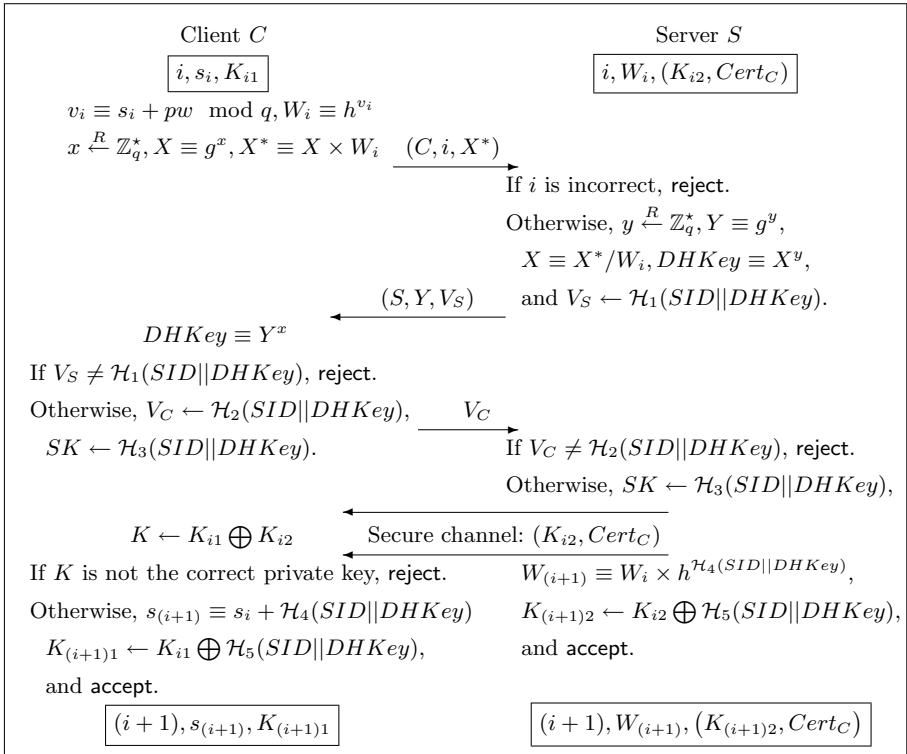 Client C Server S
i, s_i, K_{i1} i, W_i, (K_{i2}, Cert_C)
v_i ≡ s_i + pw mod q, W_i ≡ h^{v_i}
x ←^R ℤ_q^⋆, X ≡ g^x, X* ≡ X × W_i (C, i, X*)
If i is incorrect, reject.
Otherwise, y ←^R ℤ_q^⋆, Y ≡ g^y,
X ≡ X*/W_i, DHKey ≡ X^y,
(S, Y, V_S) and V_S ← ℋ_1(SID||DHKey).
DHKey ≡ Y^x
If V_S ≠ ℋ_1(SID||DHKey), reject.
Otherwise, V_C ← ℋ_2(SID||DHKey), V_C
SK ← ℋ_3(SID||DHKey). If V_C ≠ ℋ_2(SID||DHKey), reject.
Otherwise, SK ← ℋ_3(SID||DHKey),
K ← K_{i1} ⨁ K_{i2} Secure channel: (K_{i2}, Cert_C)
If K is not the correct private key, reject. W_{(i+1)} ≡ W_i × h^{ℋ_4(SID||DHKey)},
Otherwise, s_{(i+1)} ≡ s_i + ℋ_4(SID||DHKey) K_{(i+1)2} ← K_{i2} ⨁ ℋ_5(SID||DHKey),
K_{(i+1)1} ← K_{i1} ⨁ ℋ_5(SID||DHKey), and accept.
and accept.
(i + 1), s_{(i+1)}, K_{(i+1)1} (i + 1), W_{(i+1)}, (K_{(i+1)2}, Cert_C)